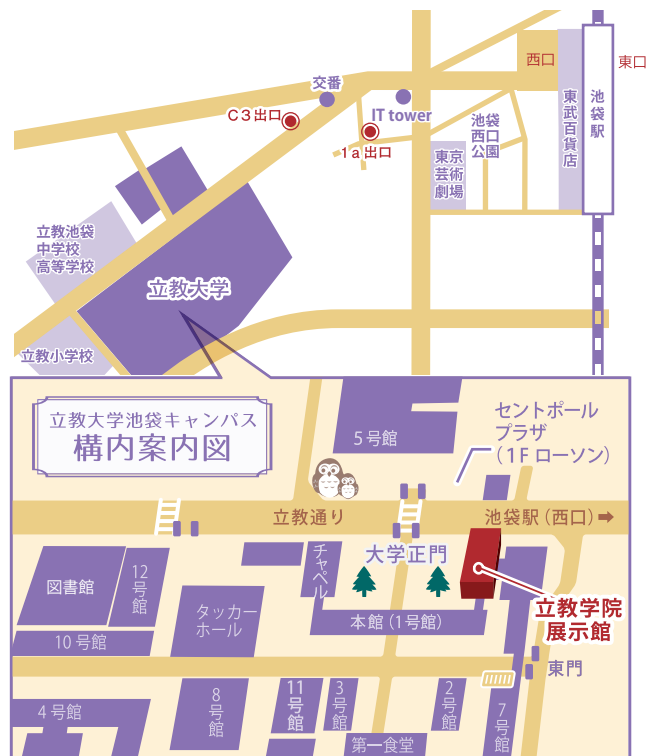 西口
東口
池袋駅
東武百貨店
交番
C3出口
IT tower
1a出口
池袋
西口
公園
東京
芸術
劇場
立教池袋
中学校
高等学校
立教大学
立教小学校
立教大学池袋キャンパス
構内案内図
5号館
セントポール
プラザ
(1F ローソン)
立教通り
池袋駅(西口)➡
大学正門
チャペル
図書館
12号館
タッカー
ホール
本館(1号館)
立教学院
展示館
10号館
東門
8号館
11号館
3号館
2号館
7号館
4号館
第一食堂